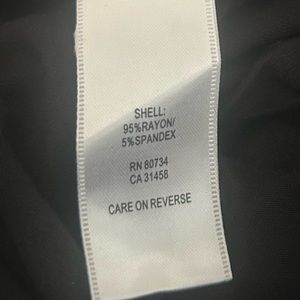 SHELL:
95%RAYON/
5%SPANDEX
RN 80734
CA 31458
CARE ON REVERSE